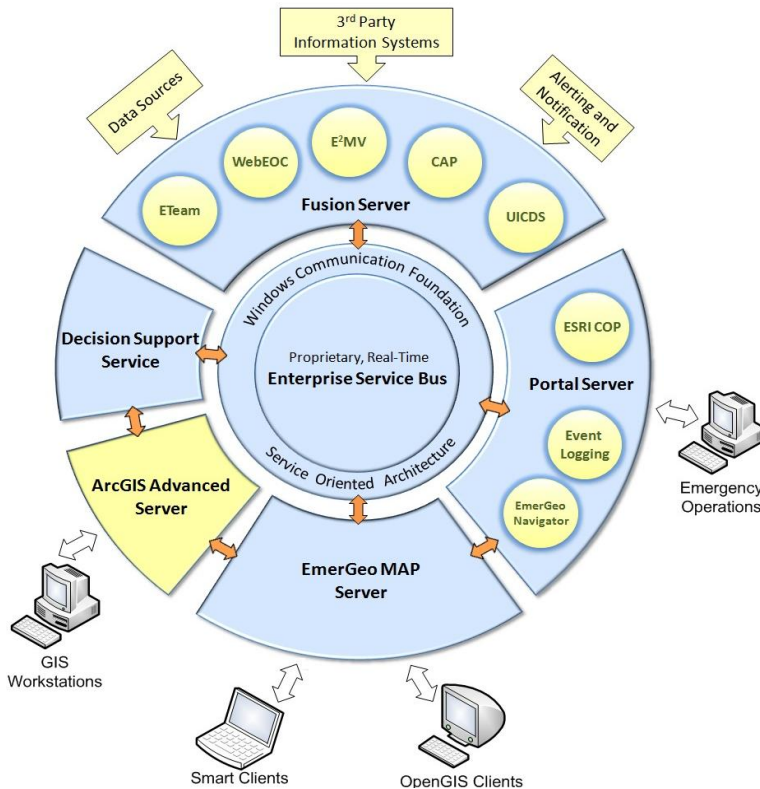 3rd Party
Information Systems
Data Sources
Alerting and
Notification
E²MV
WebEOC
CAP
ETeam
Fusion Server
UICDS
Windows Communication Foundation
Decision Support
Service
Proprietary, Real-Time
Enterprise Service Bus
Service Oriented Architecture
ESRI COP
Portal Server
Event
Logging
EmerGeo
Navigator
Emergency
Operations
ArcGIS Advanced
Server
EmerGeo MAP
Server
GIS
Workstations
Smart Clients
OpenGIS Clients